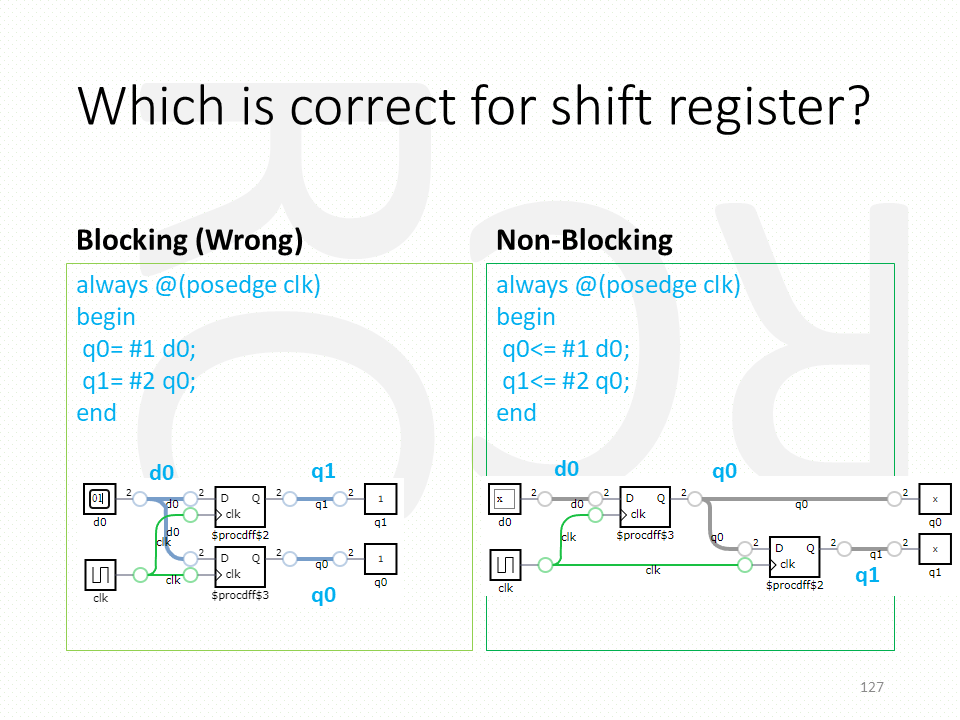 Which is correct for shift register?
Blocking (Wrong)
always @(posedge clk)
begin
q0= #1 d0;
q1= #2 q0;
end
d0
q1
01
d0
2
d0
2
D Q
clk
$procdff$2
2
q1
2
1
q1
d0
clk
clk
clk
2
D Q
clk
$procdff$3
2
q0
2
1
q0
q0
Non-Blocking
always @(posedge clk)
begin
q0<= #1 d0;
q1<= #2 q0;
end
d0
q0
x
d0
2
d0
2
D Q
clk
$procdff$3
2
q0
2
x
q0
clk
clk
clk
q0
2
D Q
clk
$procdff$2
2
q1
2
x
q1
q1
127